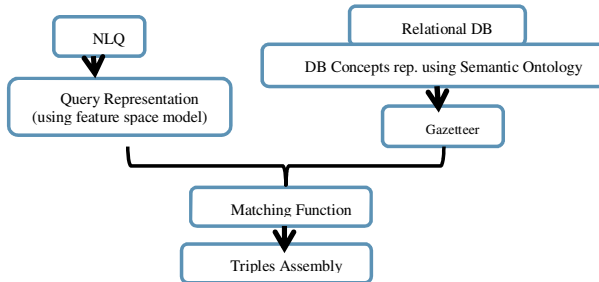 NLQ
Relational DB
DB Concepts rep. using Semantic Ontology
Query Representation
(using feature space model)
Gazetteer
Matching Function
Triples Assembly